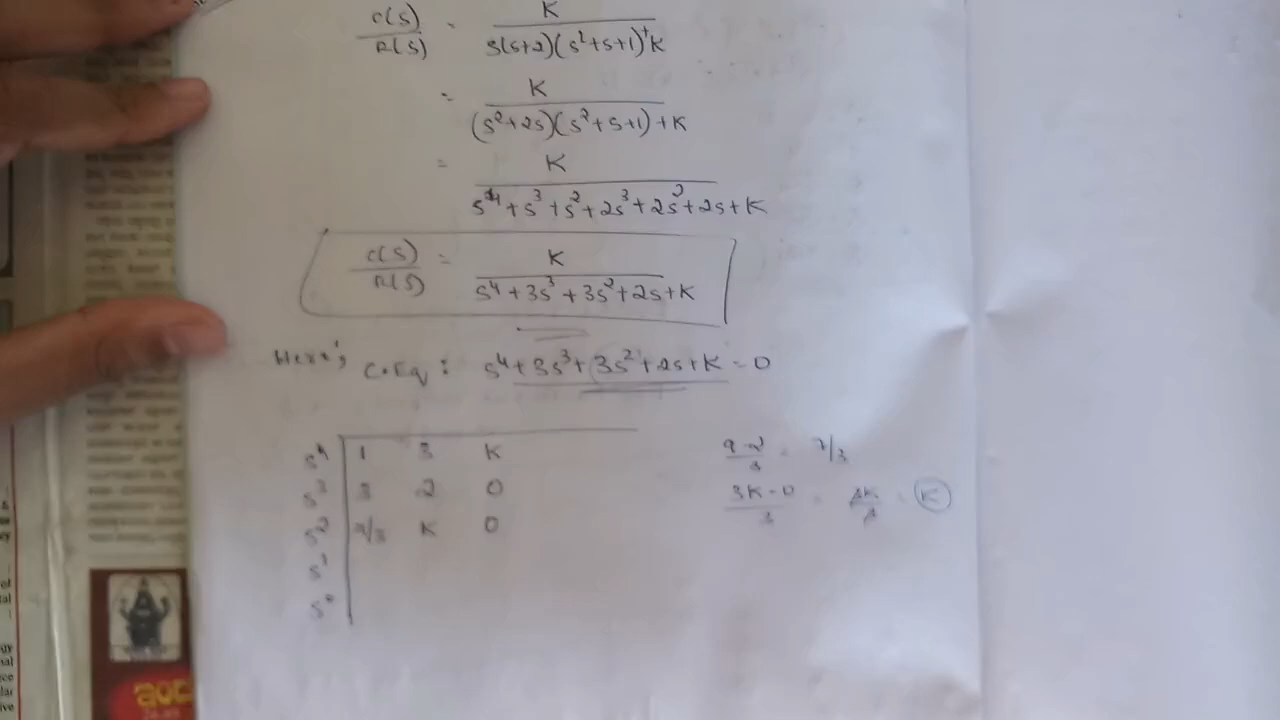 C(S)/R(S) = K / S(S+2)(S²+S+1)+K
= K / (S²+2S)(S²+S+1)+K
= K / S⁴+S³+S²+2S³+2S²+2S+K
C(S)/R(S) = K / S⁴+3S³+3S²+2S+K
Here, C.Eq: S⁴+3S³+3S²+2S+K=0
S⁴ 1 3 K
S³ 3 2 0
S² 7/3 K 0
S¹
S⁰
9-2/3 = 7/3
3K-0/3 = 3K/3 = K